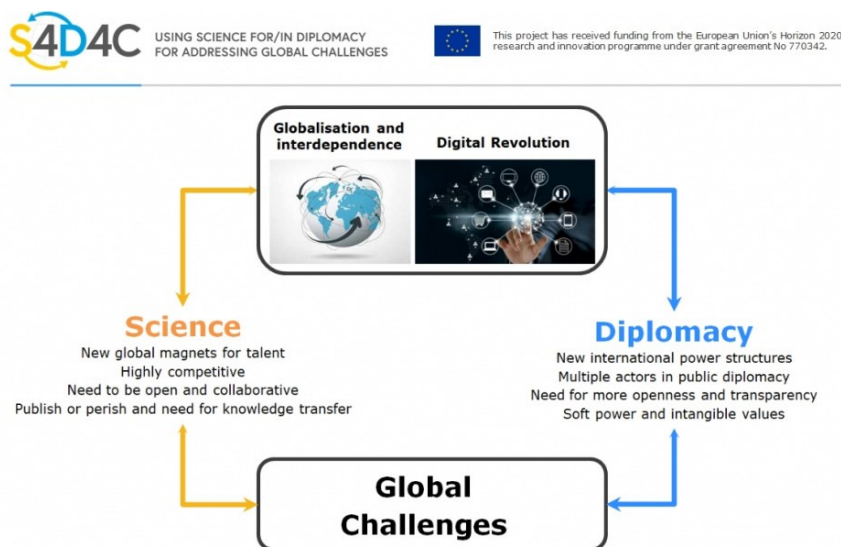 S4D4C
USING SCIENCE FOR/IN DIPLOMACY
FOR ADDRESSING GLOBAL CHALLENGES
This project has received funding from the European Union's Horizon 2020
research and innovation programme under grant agreement No 770342.
Globalisation and
interdependence
Digital Revolution
Science
New global magnets for talent
Highly competitive
Need to be open and collaborative
Publish or perish and need for knowledge transfer
Diplomacy
New international power structures
Multiple actors in public diplomacy
Need for more openness and transparency
Soft power and intangible values
Global
Challenges